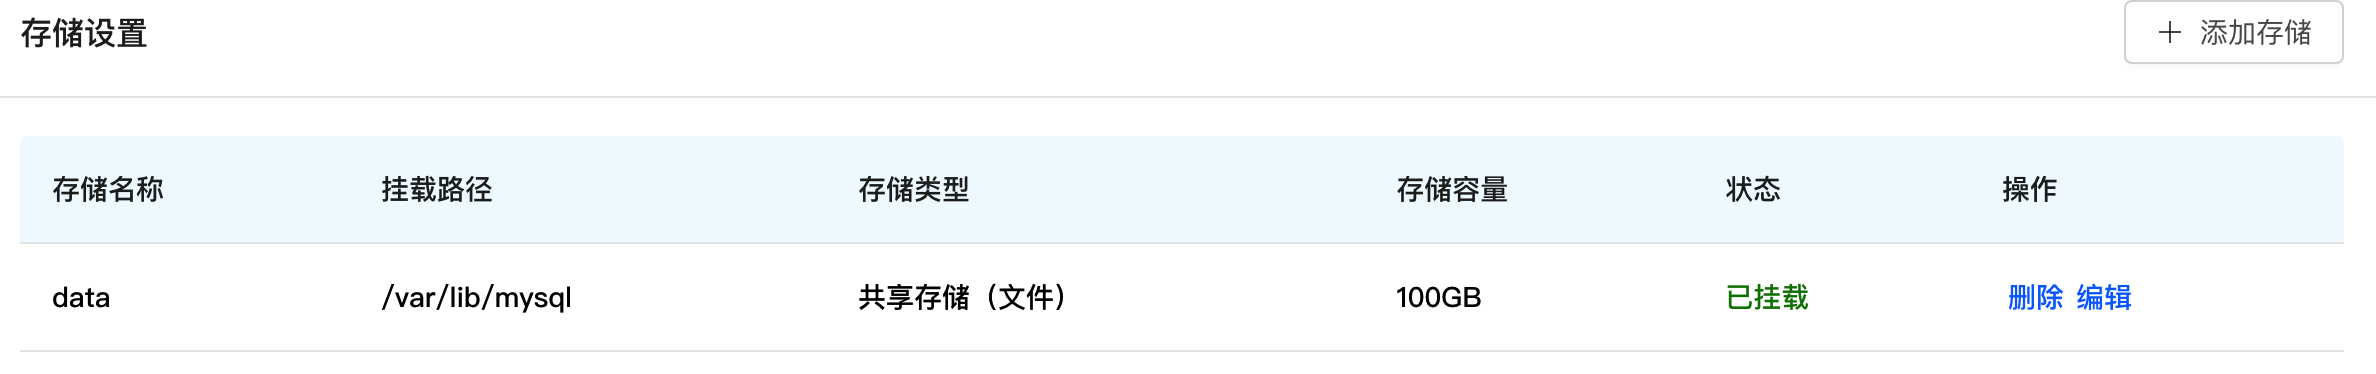 存储设置
+ 添加存储
存储名称 挂载路径 存储类型 存储容量 状态 操作
data /var/lib/mysql 共享存储（文件） 100GB 已挂载 删除 编辑